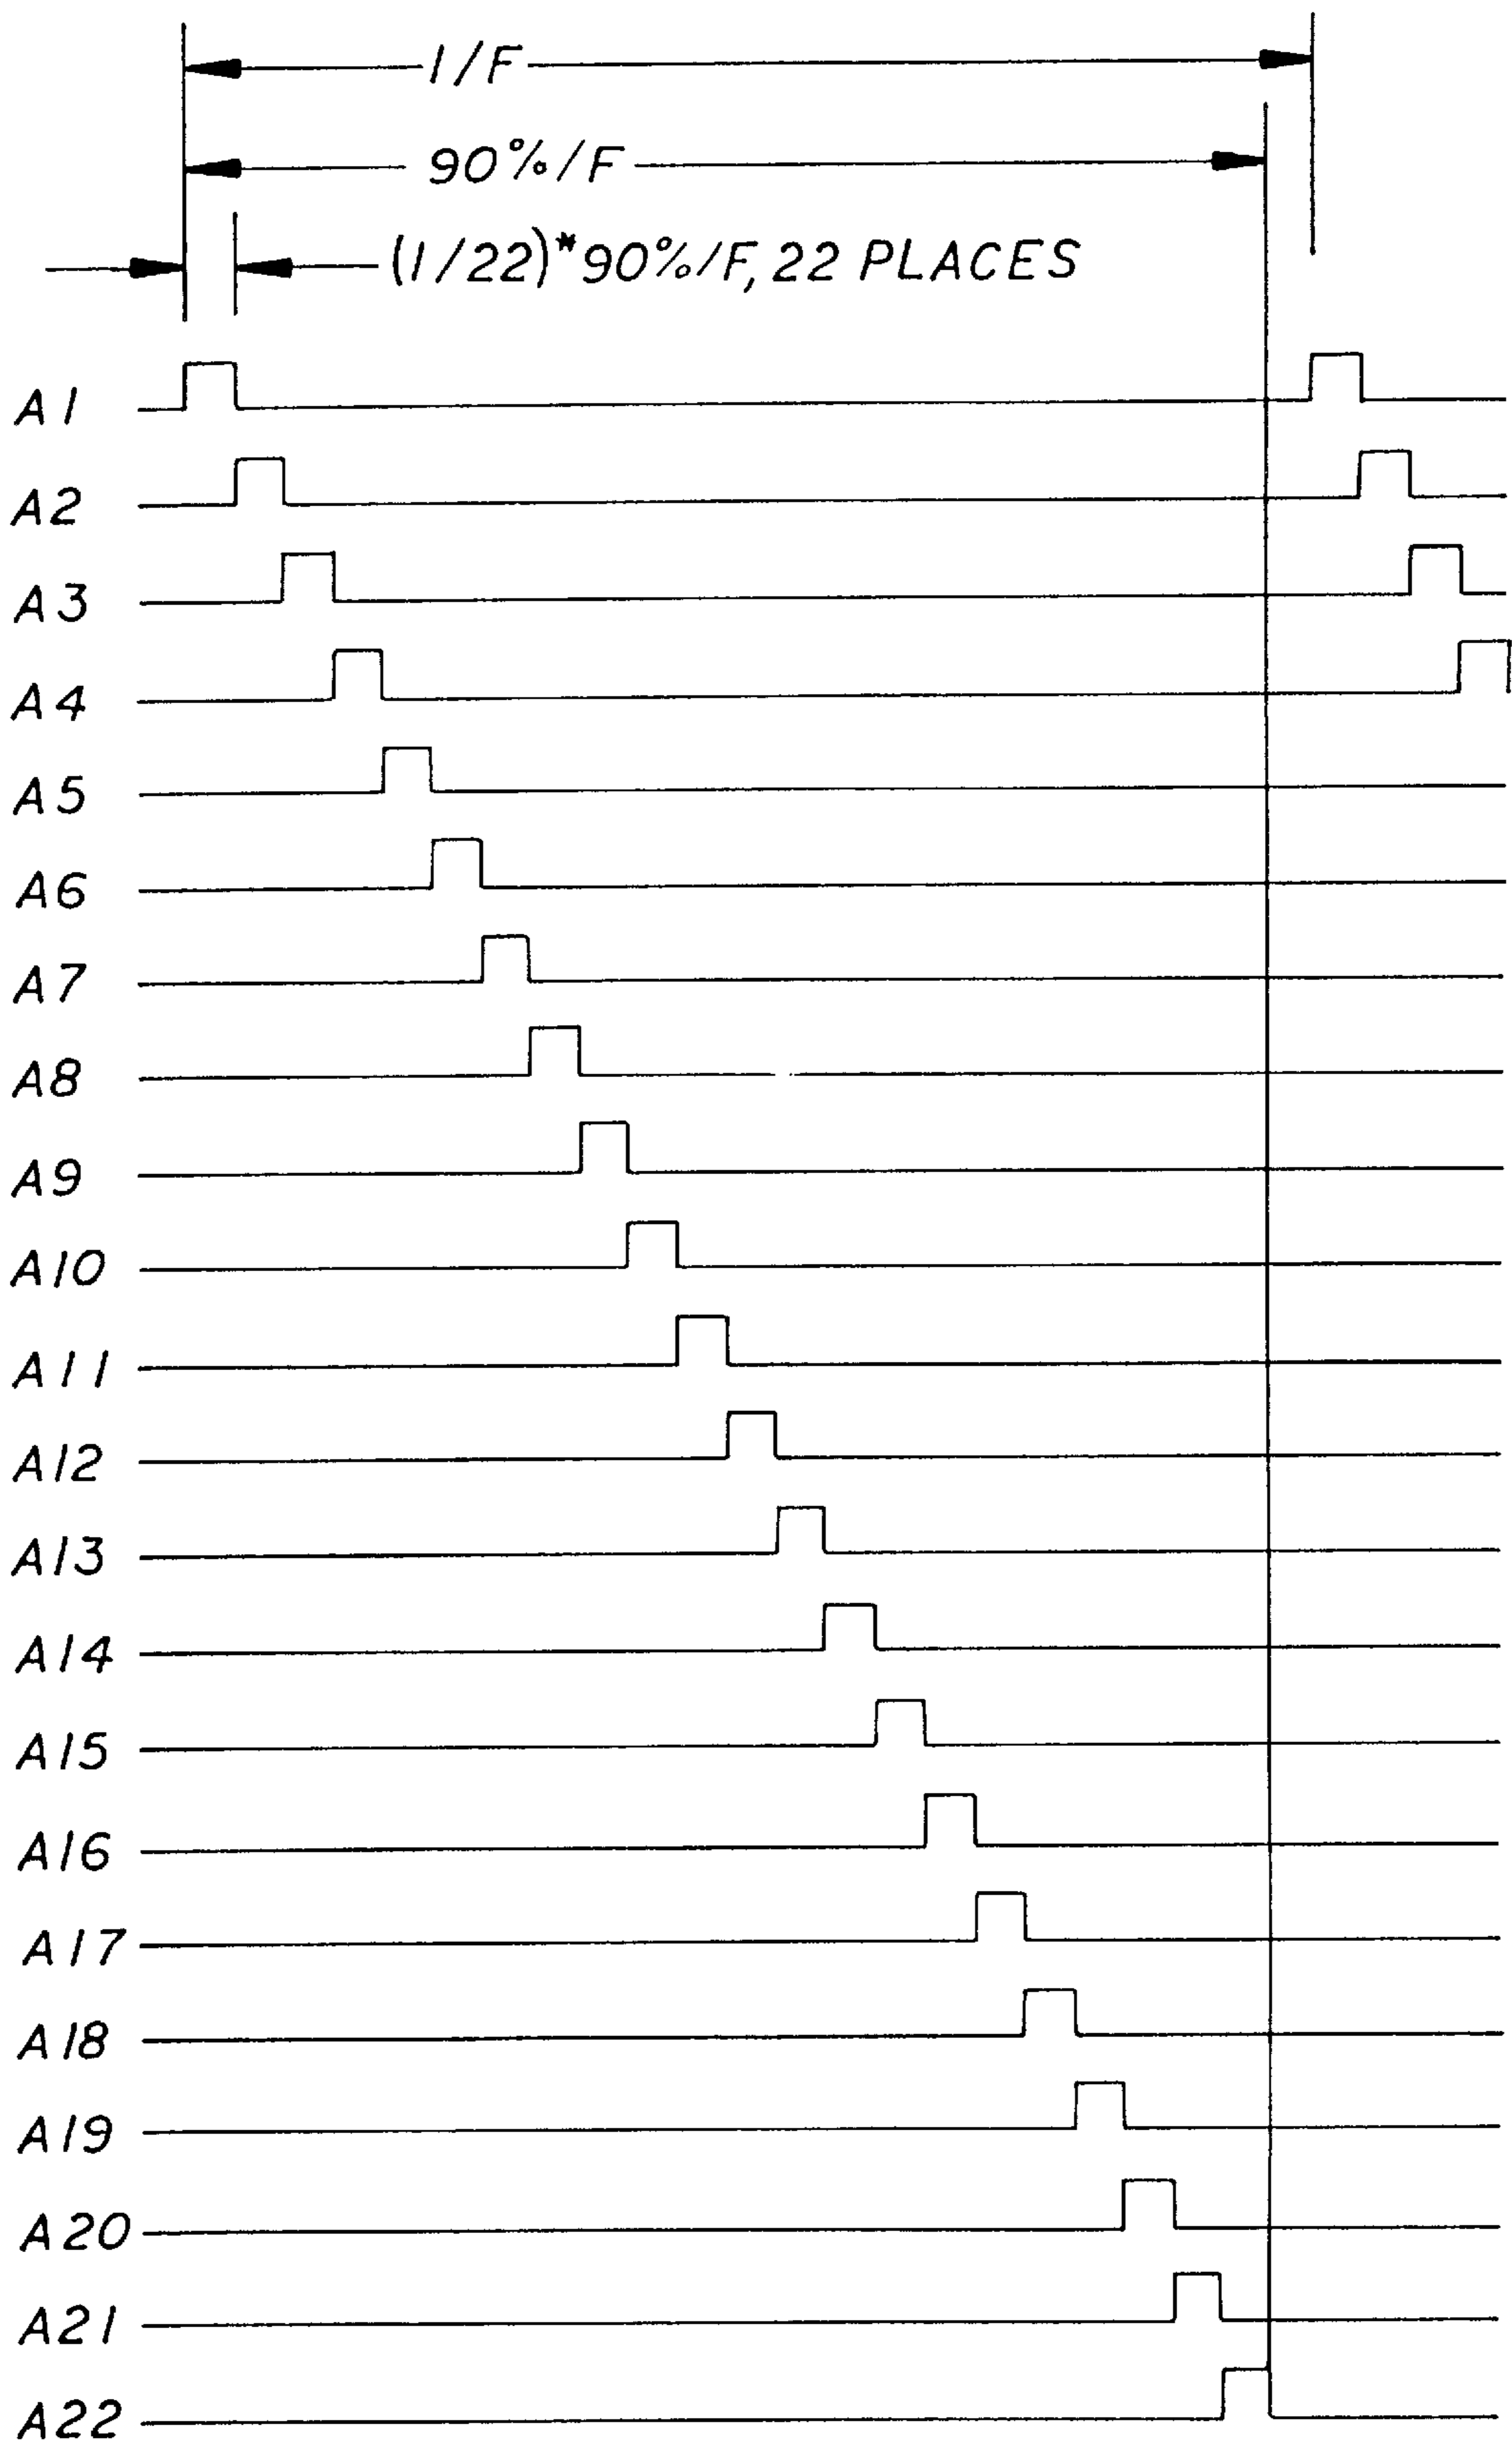 1/F
90%/F
(1/22)*90%/F, 22 PLACES
A1
A2
A3
A4
A5
A6
A7
A8
A9
A10
A11
A12
A13
A14
A15
A16
A17
A18
A19
A20
A21
A22